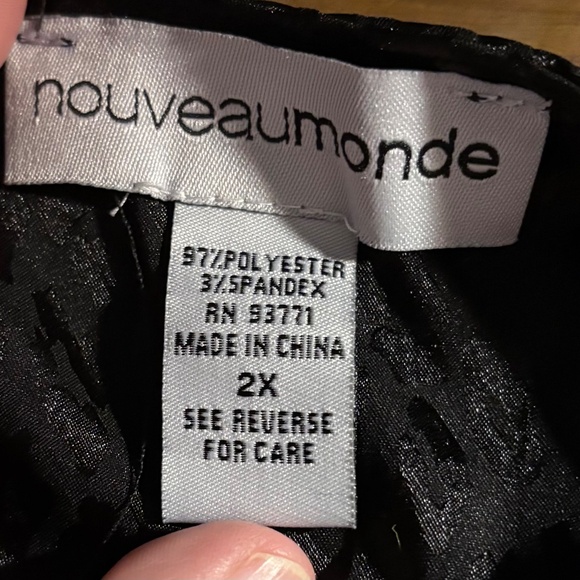 nouveaumonde
97%POLYESTER
3%SPANDEX
RN 93771
MADE IN CHINA
2X
SEE REVERSE
FOR CARE